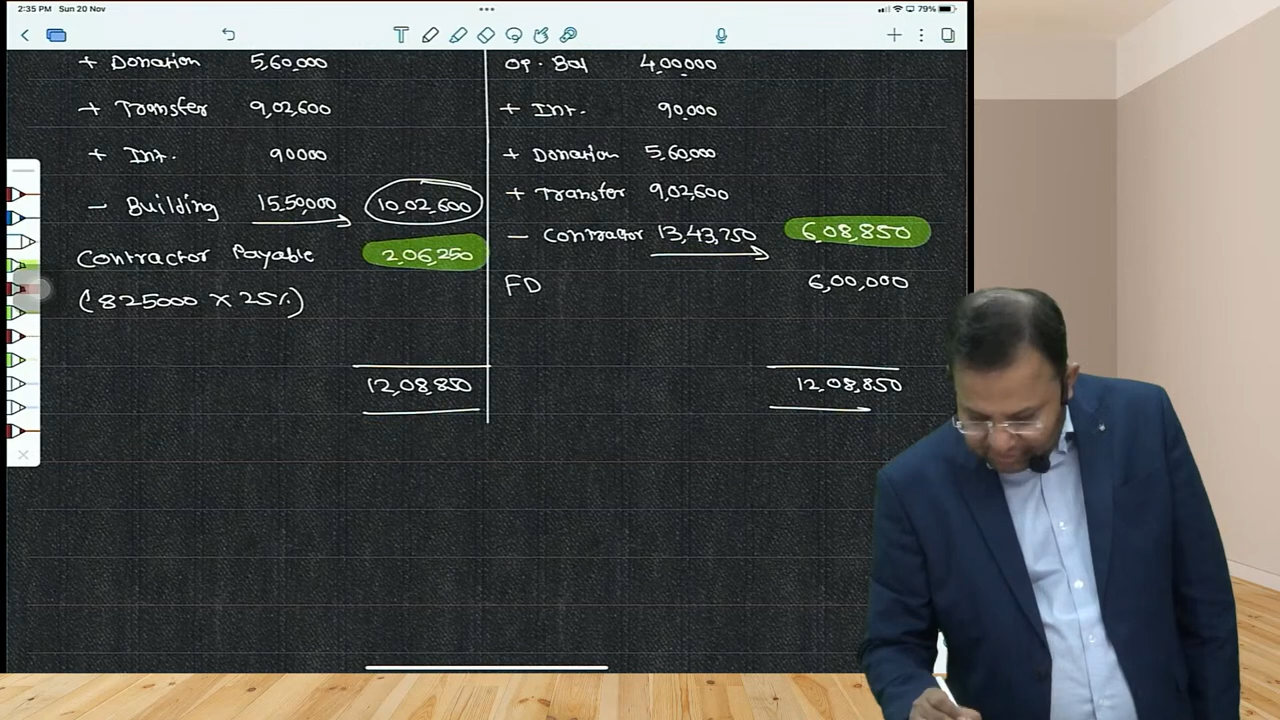 2:35 PM Sun 20 Nov
79%
T
+ Donation 5,60,000
+ Transfer 9,02,600
+ Int. 90000
- Building 15,50,000 10,02,600
Contractor Payable 2,06,250
(825000 x 25%)
12,08,850
Op. Bal 4,00,000
+ Int. 90,000
+ Donation 5,60,000
+ Transfer 9,02,600
- Contractor 13,43,750 6,08,850
FD 6,00,000
12,08,850